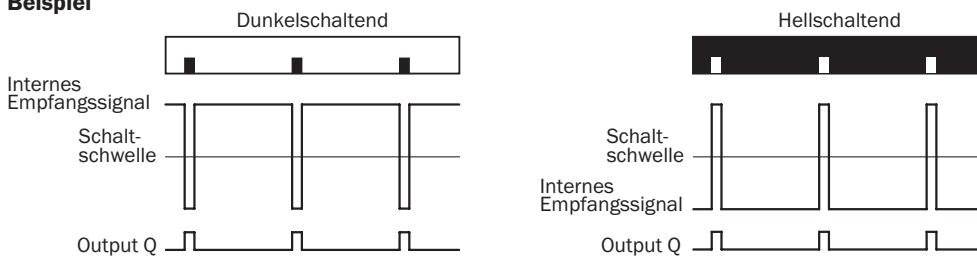 Beispiel
Dunkelschaltend
Internes
Empfangssignal
Schalt-
schwelle
Output Q
Hellschaltend
Schalt-
schwelle
Internes
Empfangssignal
Output Q